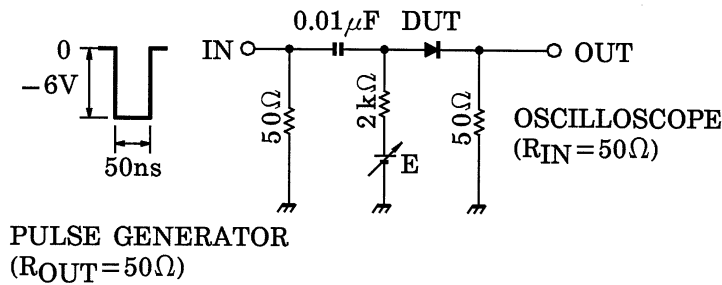 0.01μF DUT
0
−6V
IN
OUT
50Ω
2kΩ
50Ω
E
50ns
OSCILLOSCOPE
(RIN=50Ω)
PULSE GENERATOR
(ROUT=50Ω)